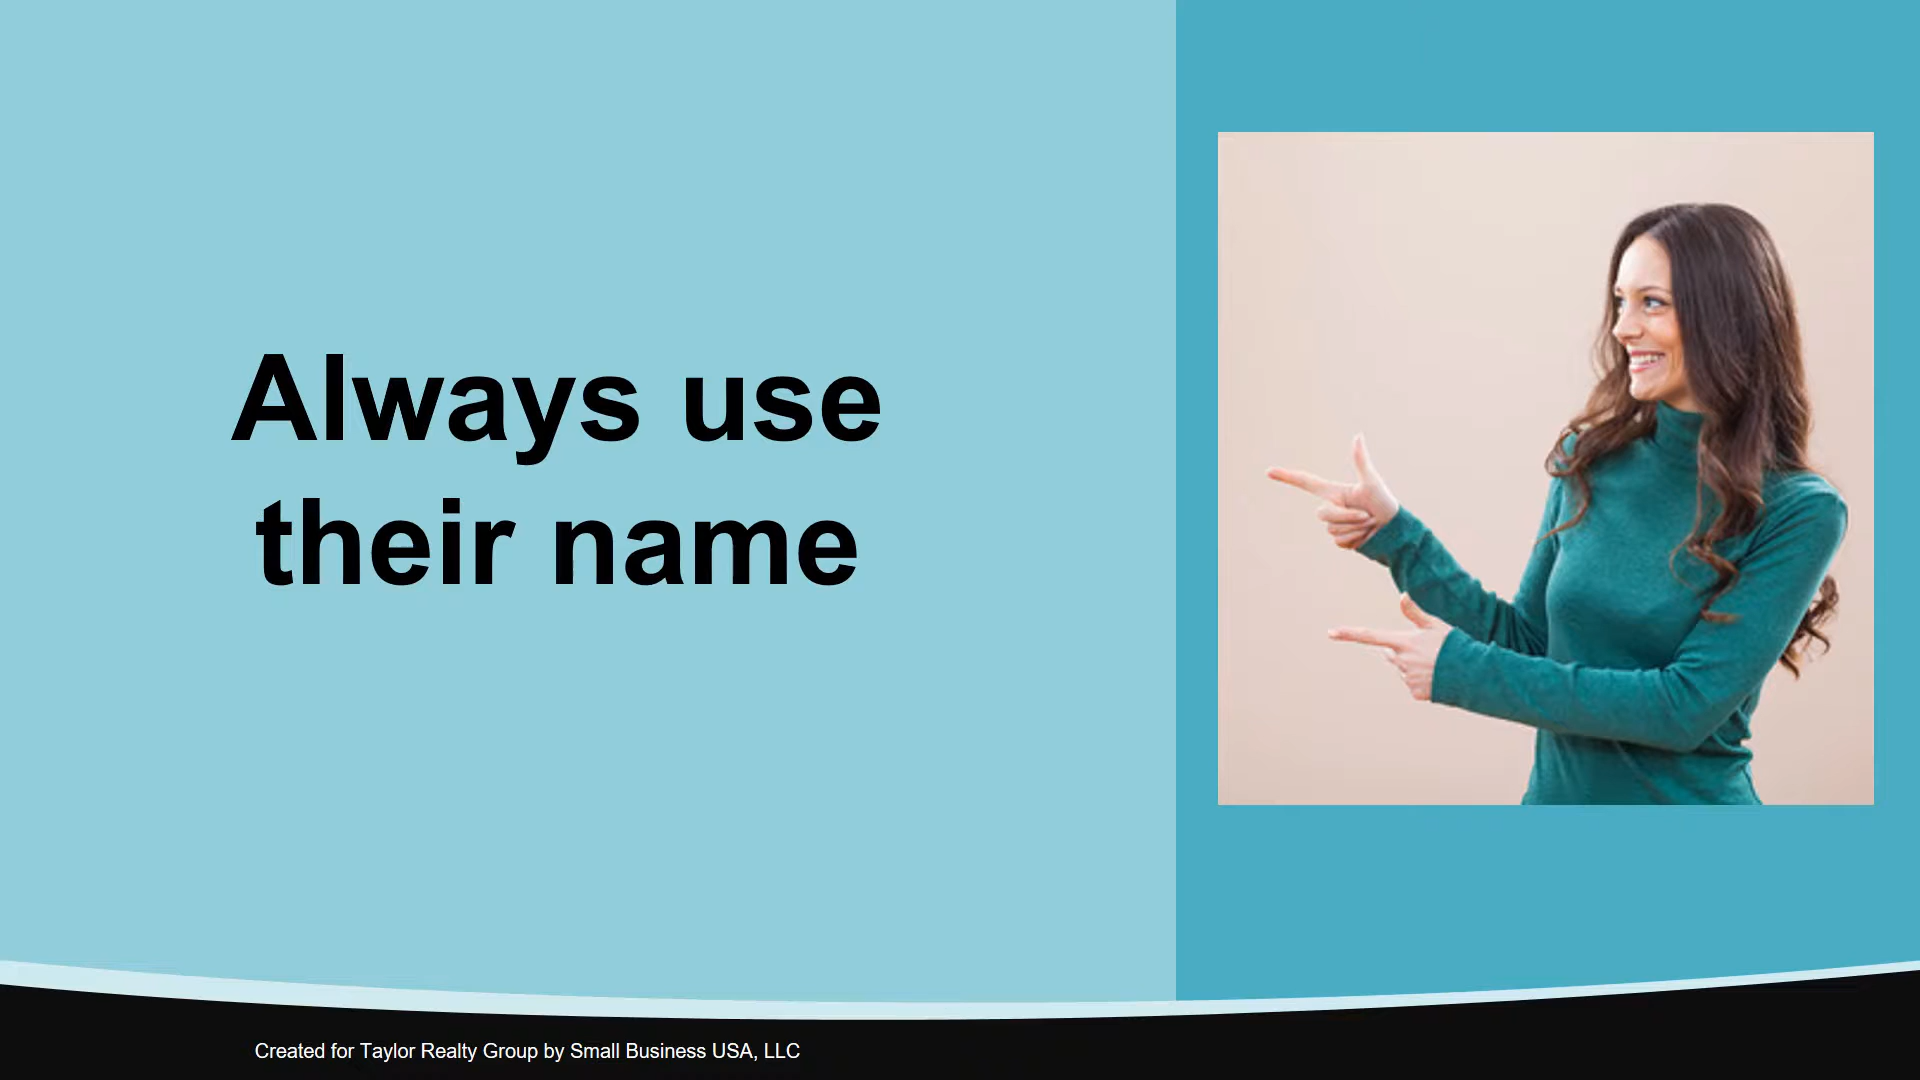 Always use
their name
Created for Taylor Realty Group by Small Business USA, LLC